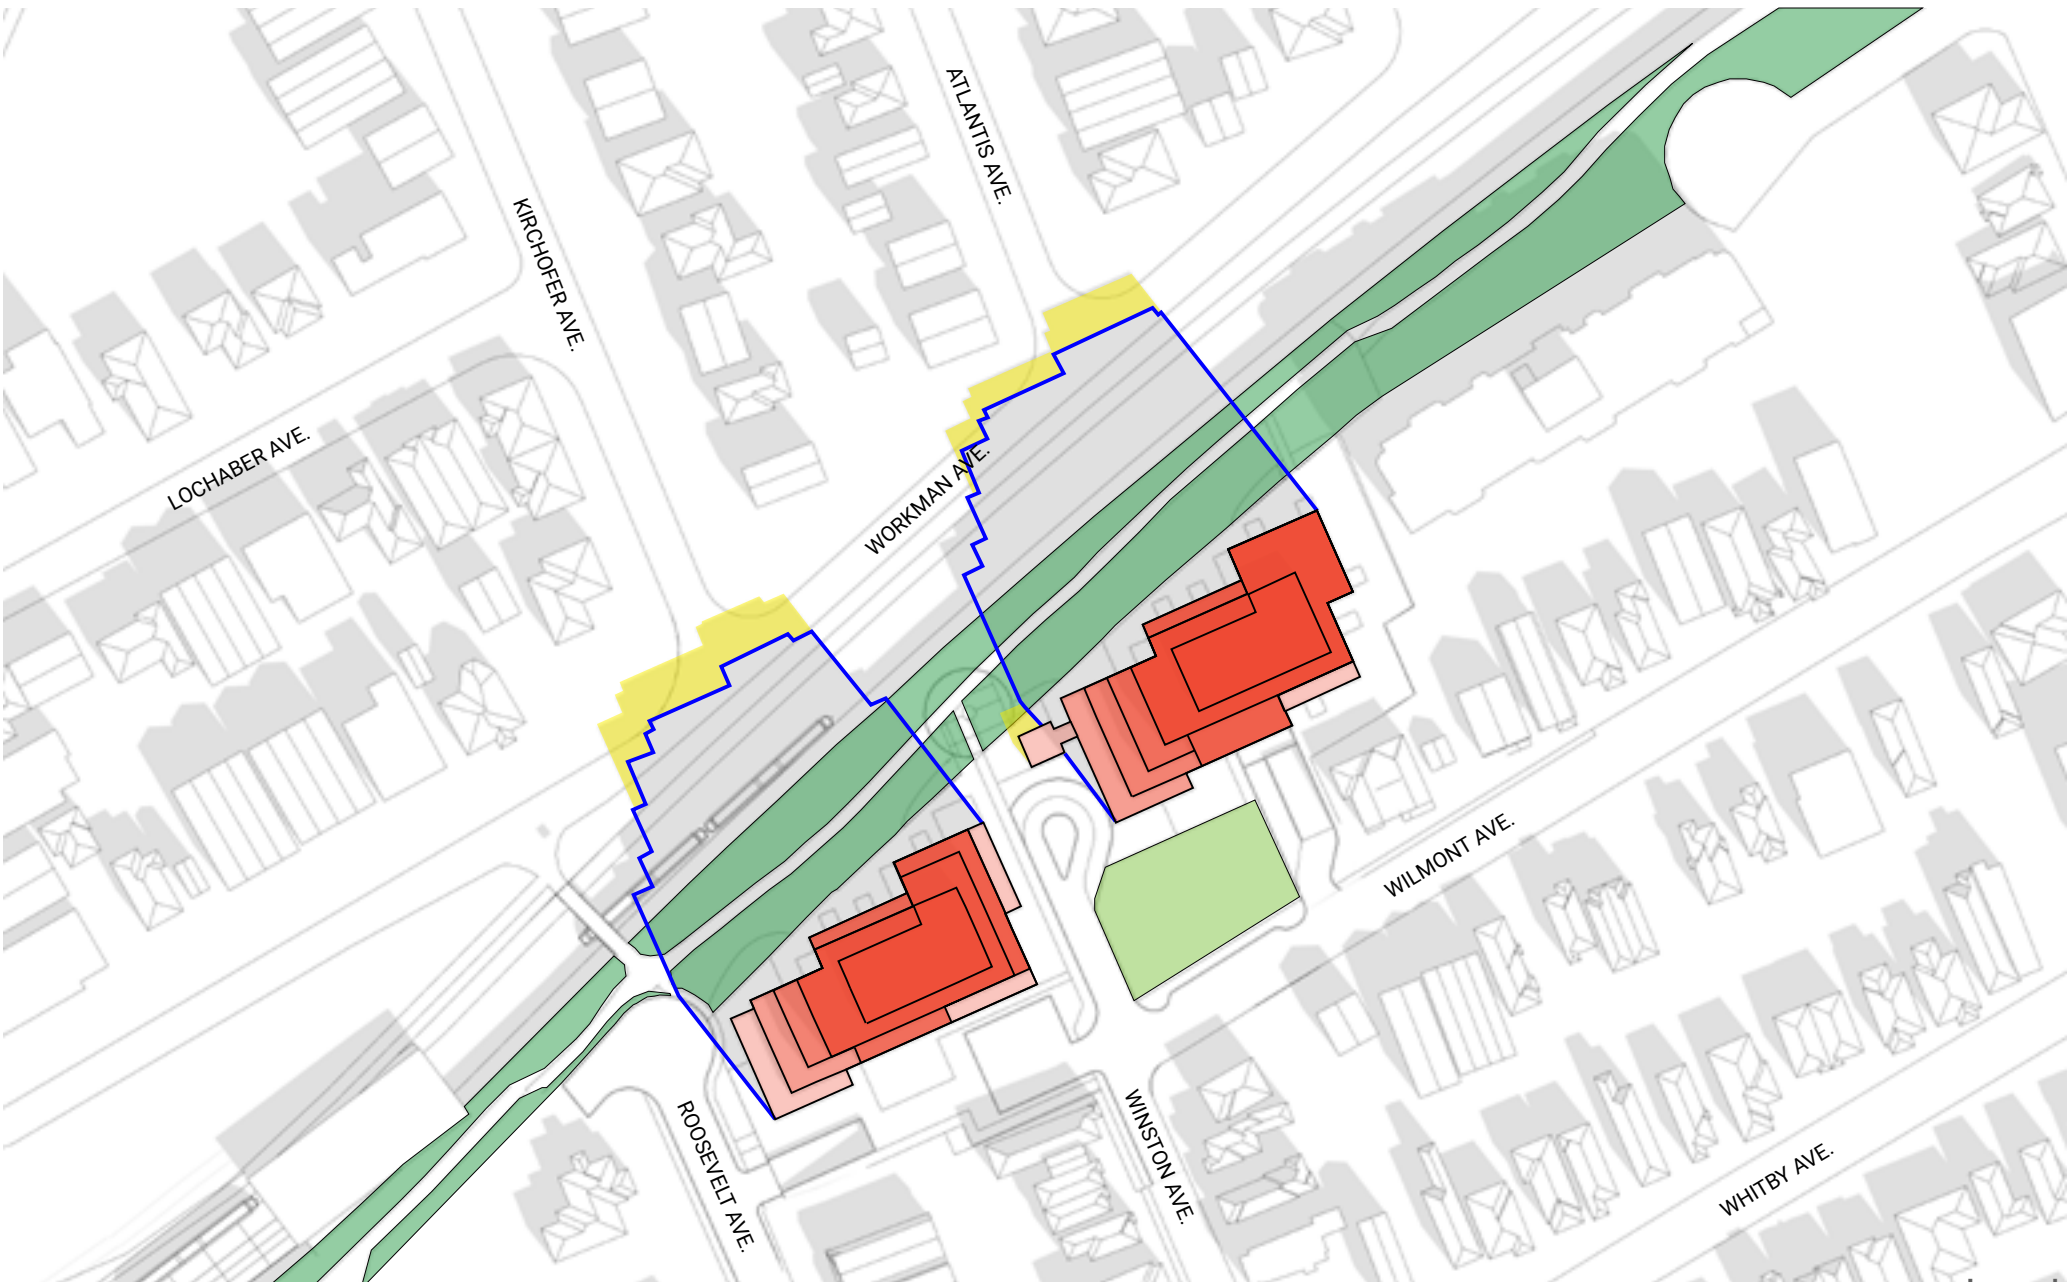 ATLANTIS AVE.
KIRCHOFER AVE.
LOCHABER AVE.
WORKMAN AVE.
WILMONT AVE.
ROOSEVELT AVE.
WINSTON AVE.
WHITBY AVE.